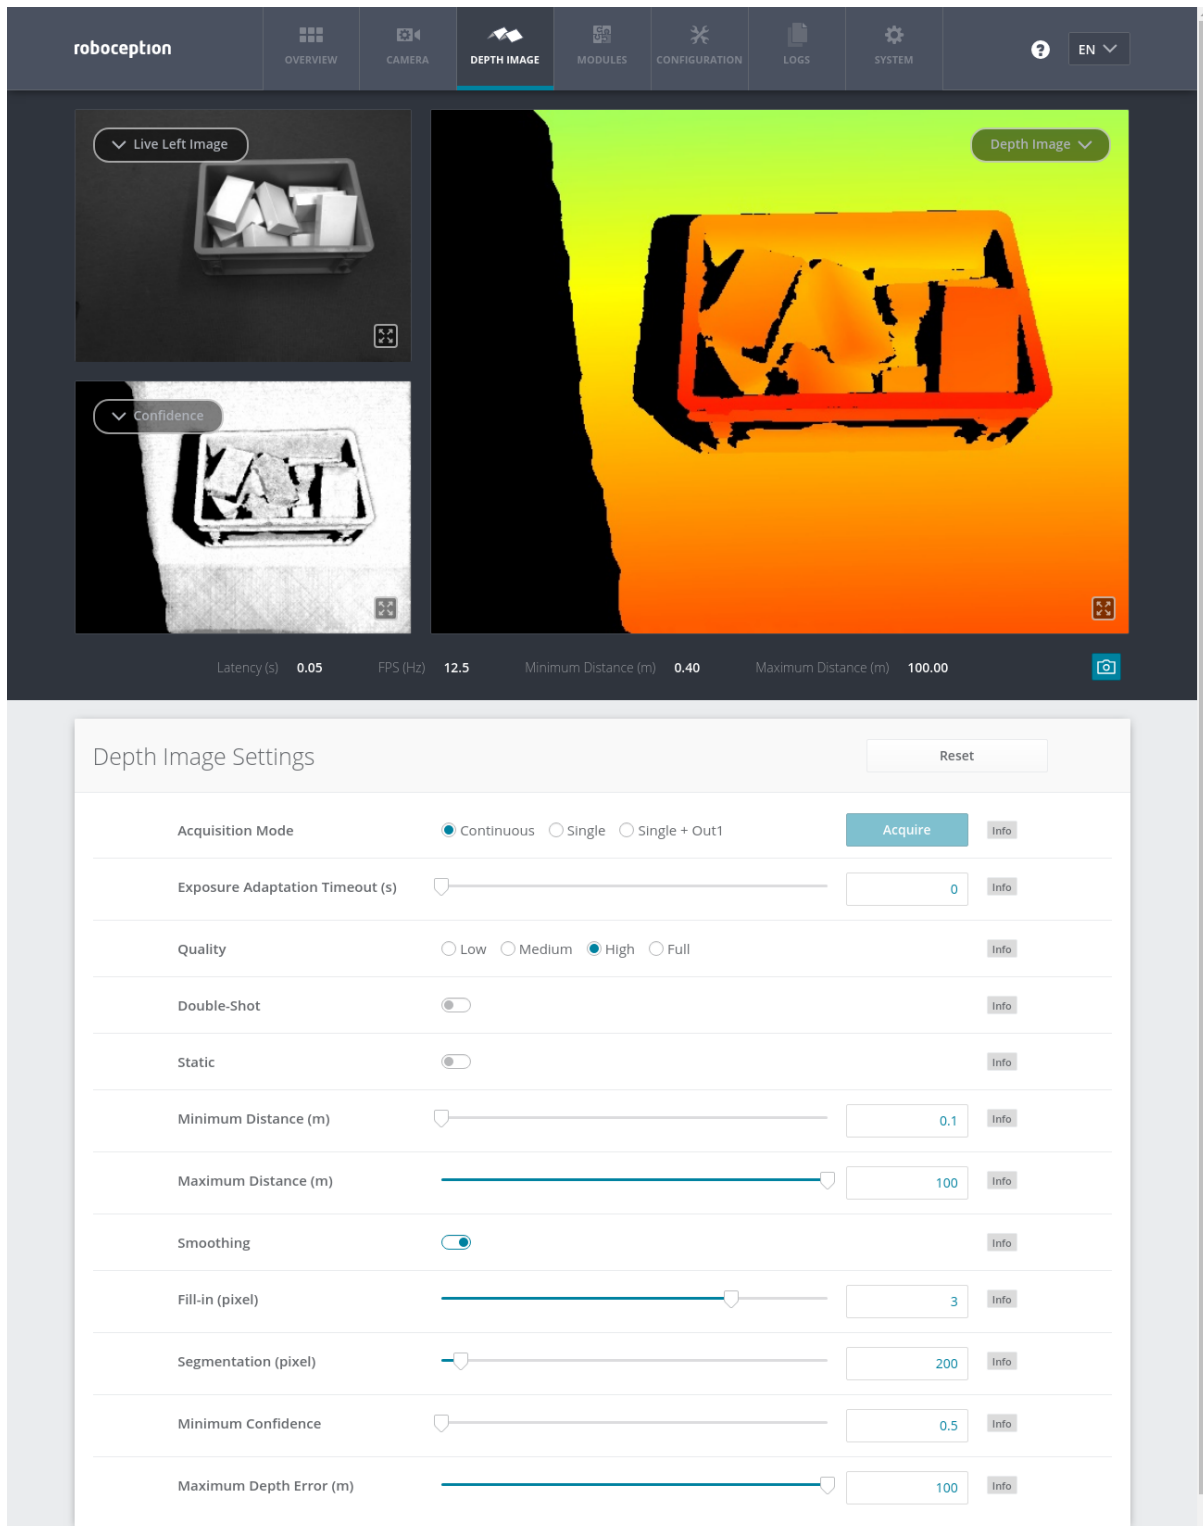 roboception
OVERVIEW
CAMERA
DEPTH IMAGE
MODULES
CONFIGURATION
LOGS
SYSTEM
?
EN
Live Left Image
Depth Image
Confidence
Latency (s) 0.05 FPS (Hz) 12.5 Minimum Distance (m) 0.40 Maximum Distance (m) 100.00
Depth Image Settings
Reset
Acquisition Mode Continuous Single Single + Out1 Acquire Info
Exposure Adaptation Timeout (s) 0 Info
Quality Low Medium High Full Info
Double-Shot Info
Static Info
Minimum Distance (m) 0.1 Info
Maximum Distance (m) 100 Info
Smoothing Info
Fill-in (pixel) 3 Info
Segmentation (pixel) 200 Info
Minimum Confidence 0.5 Info
Maximum Depth Error (m) 100 Info